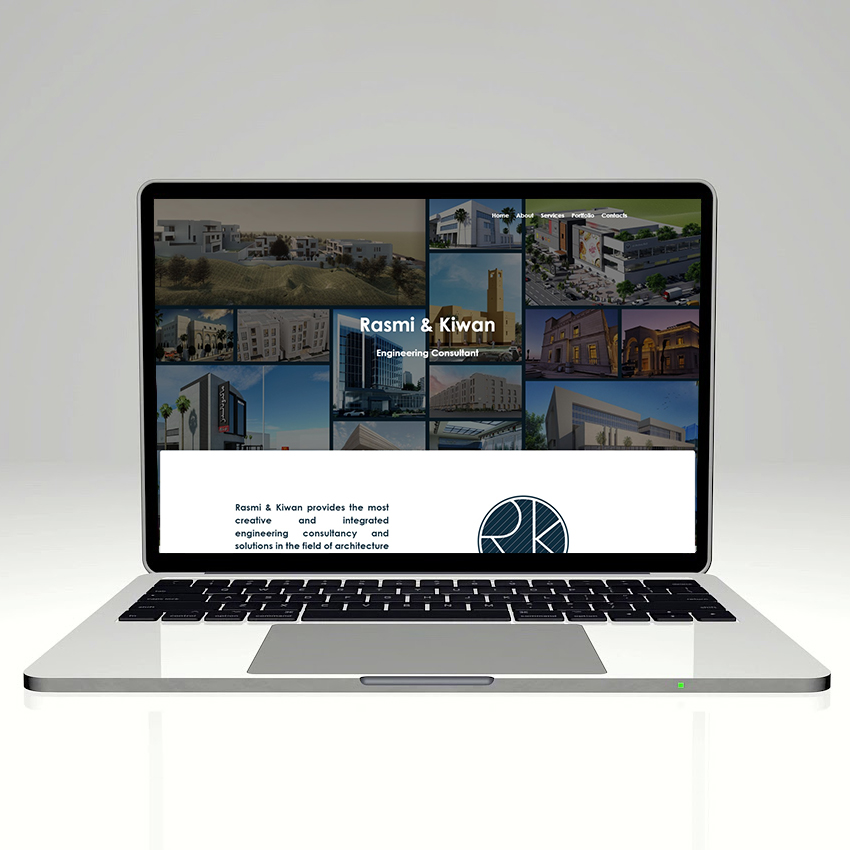 Home About Services Portfolio Contacts
Rasmi & Kiwan
Engineering Consultant
Rasmi & Kiwan provides the most
creative and integrated
engineering consultancy and
solutions in the field of architecture
RK